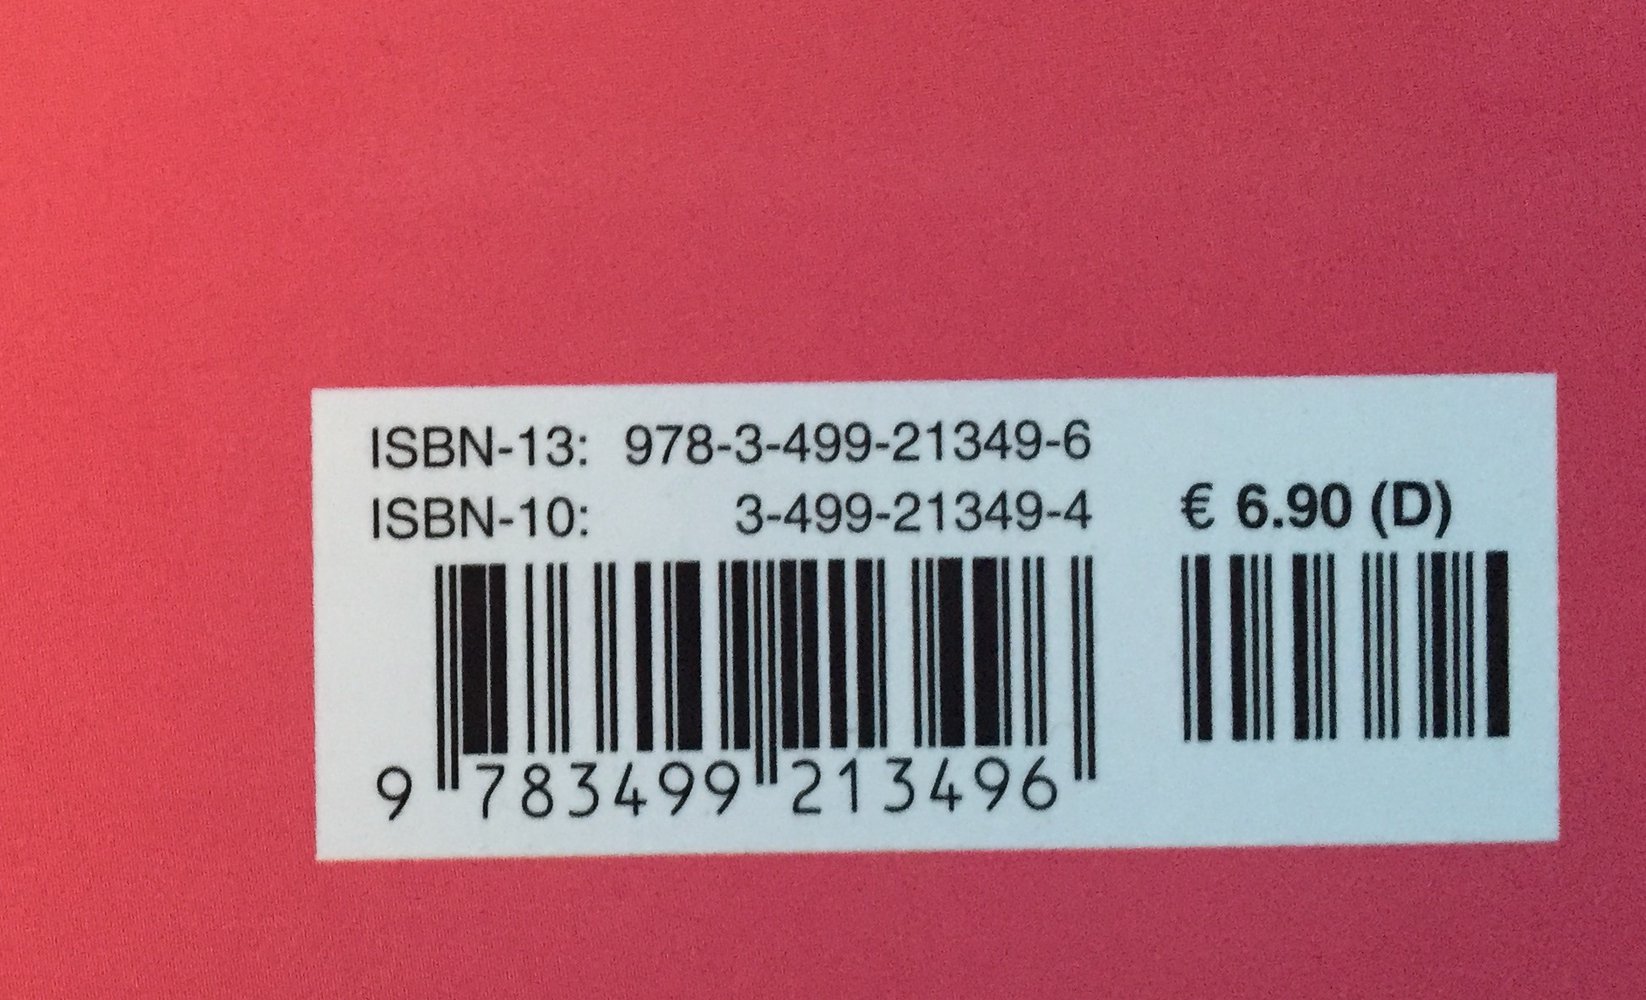 ISBN-13: 978-3-499-21349-6
ISBN-10: 3-499-21349-4
€ 6.90 (D)
9 783499 213496